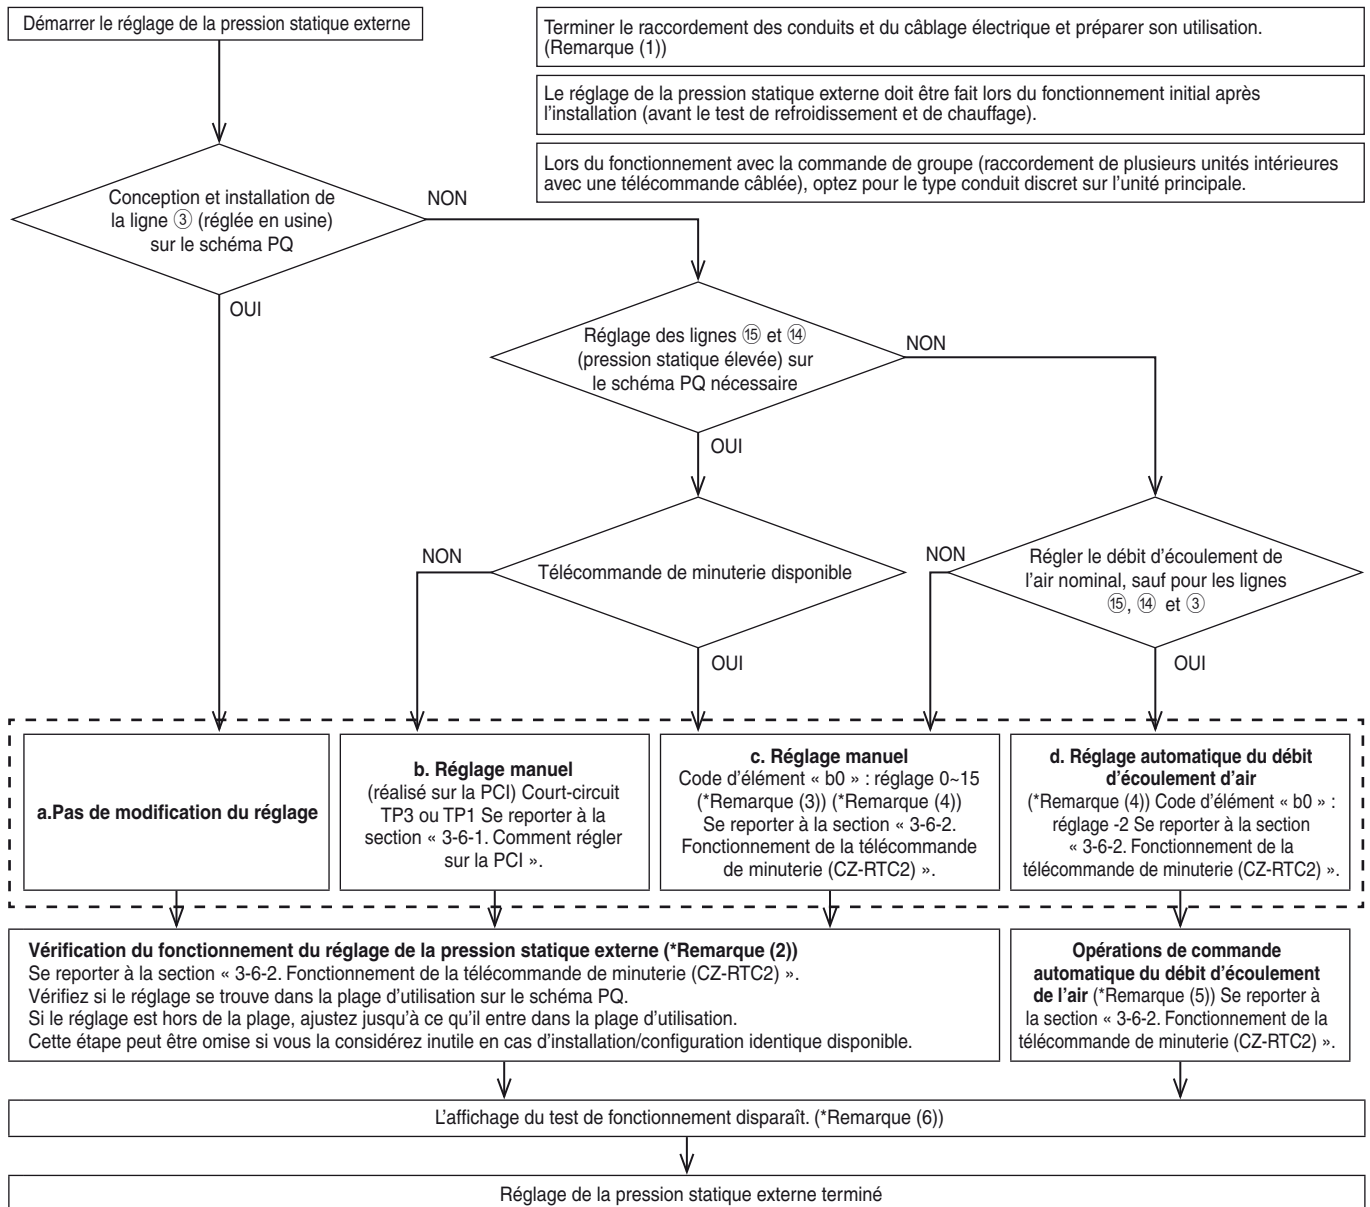 Démarrer le réglage de la pression statique externe
Terminer le raccordement des conduits et du câblage électrique et préparer son utilisation.
(Remarque (1))
Le réglage de la pression statique externe doit être fait lors du fonctionnement initial après
l'installation (avant le test de refroidissement et de chauffage).
Lors du fonctionnement avec la commande de groupe (raccordement de plusieurs unités intérieures
avec une télécommande câblée), optez pour le type conduit discret sur l'unité principale.
Conception et installation de
la ligne ③ (réglée en usine)
sur le schéma PQ
NON
OUI
Réglage des lignes ⑮ et ⑭
(pression statique élevée) sur
le schéma PQ nécessaire
NON
OUI
Télécommande de minuterie disponible
NON
OUI
Régler le débit d'écoulement de
l'air nominal, sauf pour les lignes
⑮, ⑭ et ③
NON
OUI
a.Pas de modification du réglage
b. Réglage manuel
(réalisé sur la PCI) Court-circuit
TP3 ou TP1 Se reporter à la
section « 3-6-1. Comment régler
sur la PCI ».
c. Réglage manuel
Code d'élément « b0 » : réglage 0~15
(*Remarque (3)) (*Remarque (4))
Se reporter à la section « 3-6-2.
Fonctionnement de la télécommande
de minuterie (CZ-RTC2) ».
d. Réglage automatique du débit
d'écoulement d'air
(*Remarque (4)) Code d'élément « b0 » :
réglage -2 Se reporter à la section
« 3-6-2. Fonctionnement de la
télécommande de minuterie (CZ-RTC2) ».
Vérification du fonctionnement du réglage de la pression statique externe (*Remarque (2))
Se reporter à la section « 3-6-2. Fonctionnement de la télécommande de minuterie (CZ-RTC2) ».
Vérifiez si le réglage se trouve dans la plage d'utilisation sur le schéma PQ.
Si le réglage est hors de la plage, ajustez jusqu'à ce qu'il entre dans la plage d'utilisation.
Cette étape peut être omise si vous la considérez inutile en cas d'installation/configuration identique disponible.
Opérations de commande
automatique du débit d'écoulement
de l'air (*Remarque (5)) Se reporter à
la section « 3-6-2. Fonctionnement de la
télécommande de minuterie (CZ-RTC2) ».
L'affichage du test de fonctionnement disparaît. (*Remarque (6))
Réglage de la pression statique externe terminé